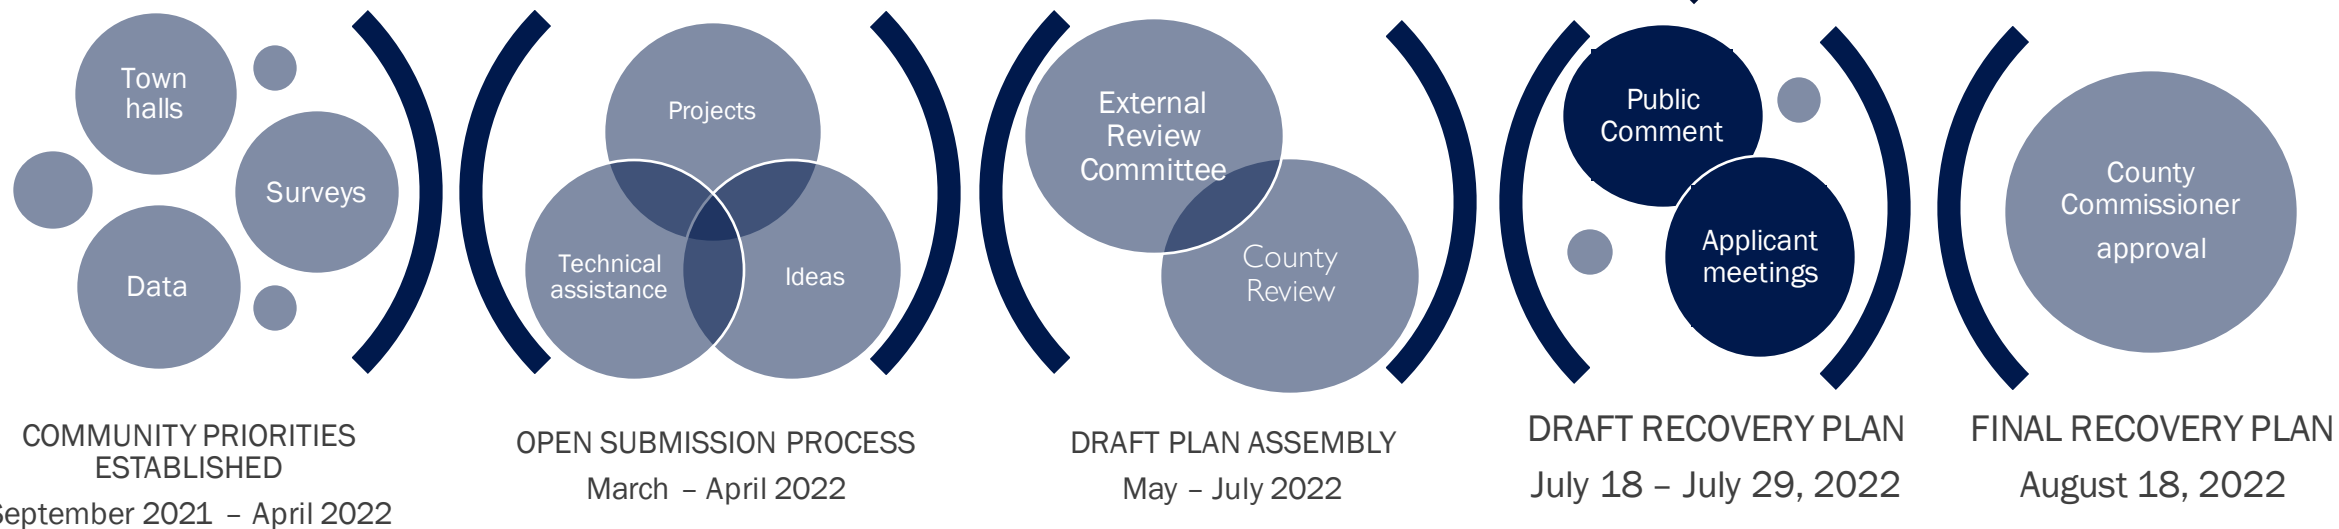 Town
halls
Surveys
Data
COMMUNITY PRIORITIES
ESTABLISHED
September 2021 – April 2022
Projects
Technical
assistance
Ideas
OPEN SUBMISSION PROCESS
March – April 2022
External
Review
Committee
County
Review
DRAFT PLAN ASSEMBLY
May – July 2022
Public
Comment
Applicant
meetings
DRAFT RECOVERY PLAN
July 18 – July 29, 2022
County
Commissioner
approval
FINAL RECOVERY PLAN
August 18, 2022